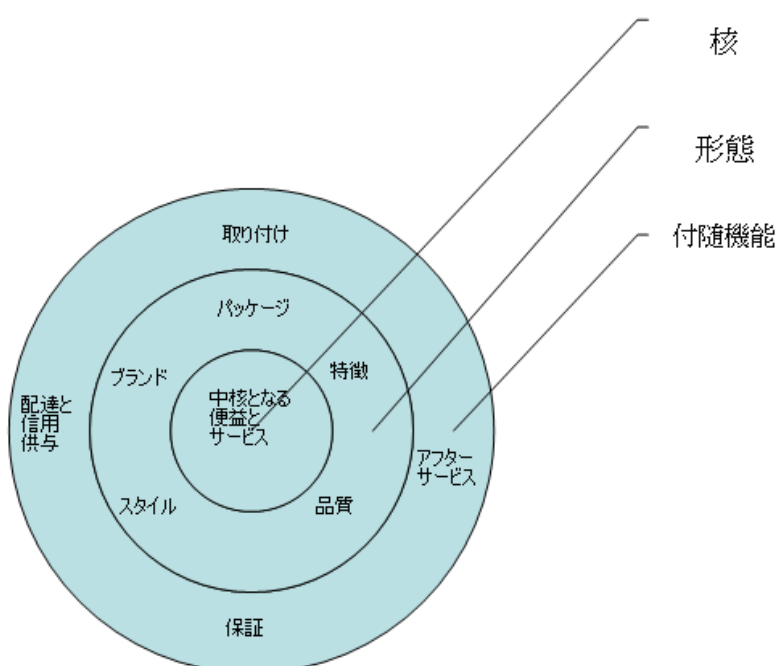 核
形態
付随機能
取り付け
パッケージ
特徴
ブランド
中核となる
便益と
サービス
配達と
信用
供与
アフター
サービス
スタイル
品質
保証